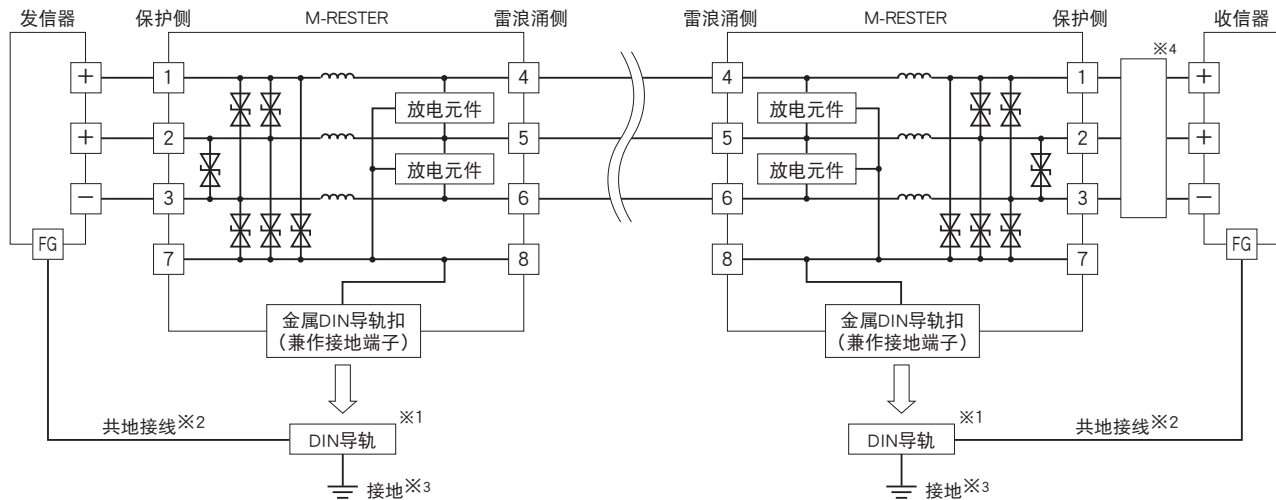 发信器 保护侧 M-RESTER 雷浪涌侧 雷浪涌侧 M-RESTER 保护侧 收信器
※4
+ 1 4 4 1 +
放电元件 放电元件
+ 2 5 5 2 +
放电元件 放电元件
− 3 6 6 3 −
FG 7 8 8 7 FG
金属DIN导轨扣 金属DIN导轨扣
（兼作接地端子） （兼作接地端子）
共地接线※2 ※1 ※1 共地接线※2
DIN导轨 DIN导轨
接地※3 接地※3